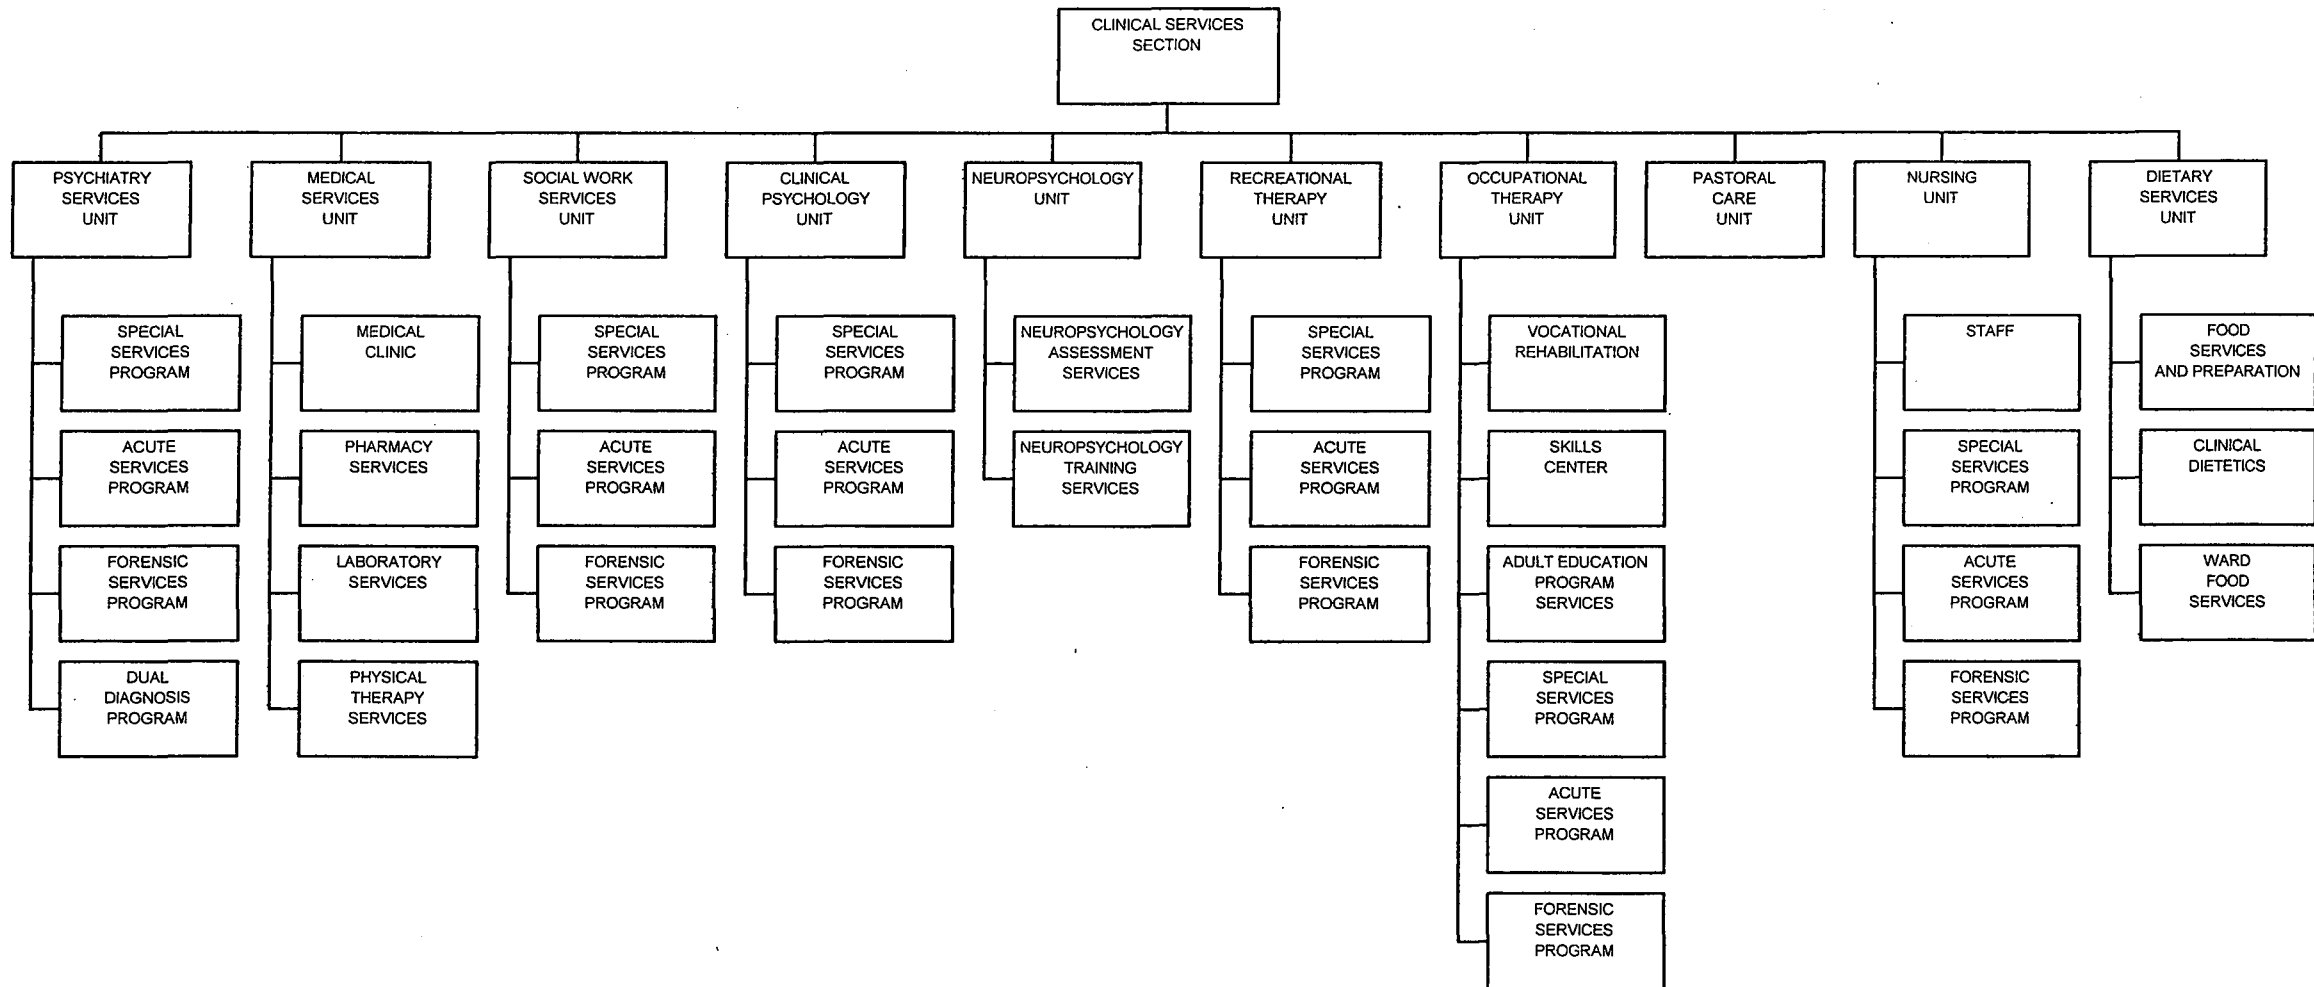 CLINICAL SERVICES
SECTION
PSYCHIATRY
SERVICES
UNIT
MEDICAL
SERVICES
UNIT
SOCIAL WORK
SERVICES
UNIT
CLINICAL
PSYCHOLOGY
UNIT
NEUROPSYCHOLOGY
UNIT
RECREATIONAL
THERAPY
UNIT
OCCUPATIONAL
THERAPY
UNIT
PASTORAL
CARE
UNIT
NURSING
UNIT
DIETARY
SERVICES
UNIT
SPECIAL
SERVICES
PROGRAM
ACUTE
SERVICES
PROGRAM
FORENSIC
SERVICES
PROGRAM
DUAL
DIAGNOSIS
PROGRAM
MEDICAL
CLINIC
PHARMACY
SERVICES
LABORATORY
SERVICES
PHYSICAL
THERAPY
SERVICES
SPECIAL
SERVICES
PROGRAM
ACUTE
SERVICES
PROGRAM
FORENSIC
SERVICES
PROGRAM
SPECIAL
SERVICES
PROGRAM
ACUTE
SERVICES
PROGRAM
FORENSIC
SERVICES
PROGRAM
NEUROPSYCHOLOGY
ASSESSMENT
SERVICES
NEUROPSYCHOLOGY
TRAINING
SERVICES
SPECIAL
SERVICES
PROGRAM
ACUTE
SERVICES
PROGRAM
FORENSIC
SERVICES
PROGRAM
VOCATIONAL
REHABILITATION
SKILLS
CENTER
ADULT EDUCATION
PROGRAM
SERVICES
SPECIAL
SERVICES
PROGRAM
ACUTE
SERVICES
PROGRAM
FORENSIC
SERVICES
PROGRAM
STAFF
SPECIAL
SERVICES
PROGRAM
ACUTE
SERVICES
PROGRAM
FORENSIC
SERVICES
PROGRAM
FOOD
SERVICES
AND PREPARATION
CLINICAL
DIETETICS
WARD
FOOD
SERVICES